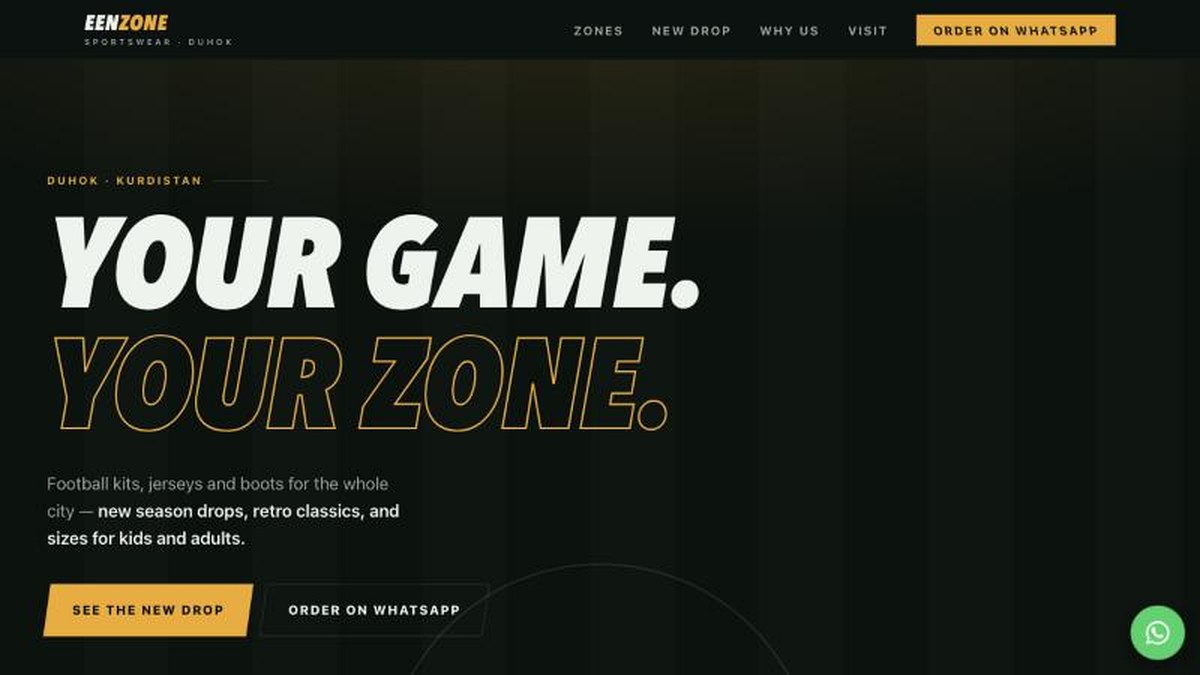 EENZONE
SPORTSWEAR · DUHOK
ZONES NEW DROP WHY US VISIT ORDER ON WHATSAPP
DUHOK · KURDISTAN
YOUR GAME.
YOUR ZONE.
Football kits, jerseys and boots for the whole
city — new season drops, retro classics, and
sizes for kids and adults.
SEE THE NEW DROP ORDER ON WHATSAPP